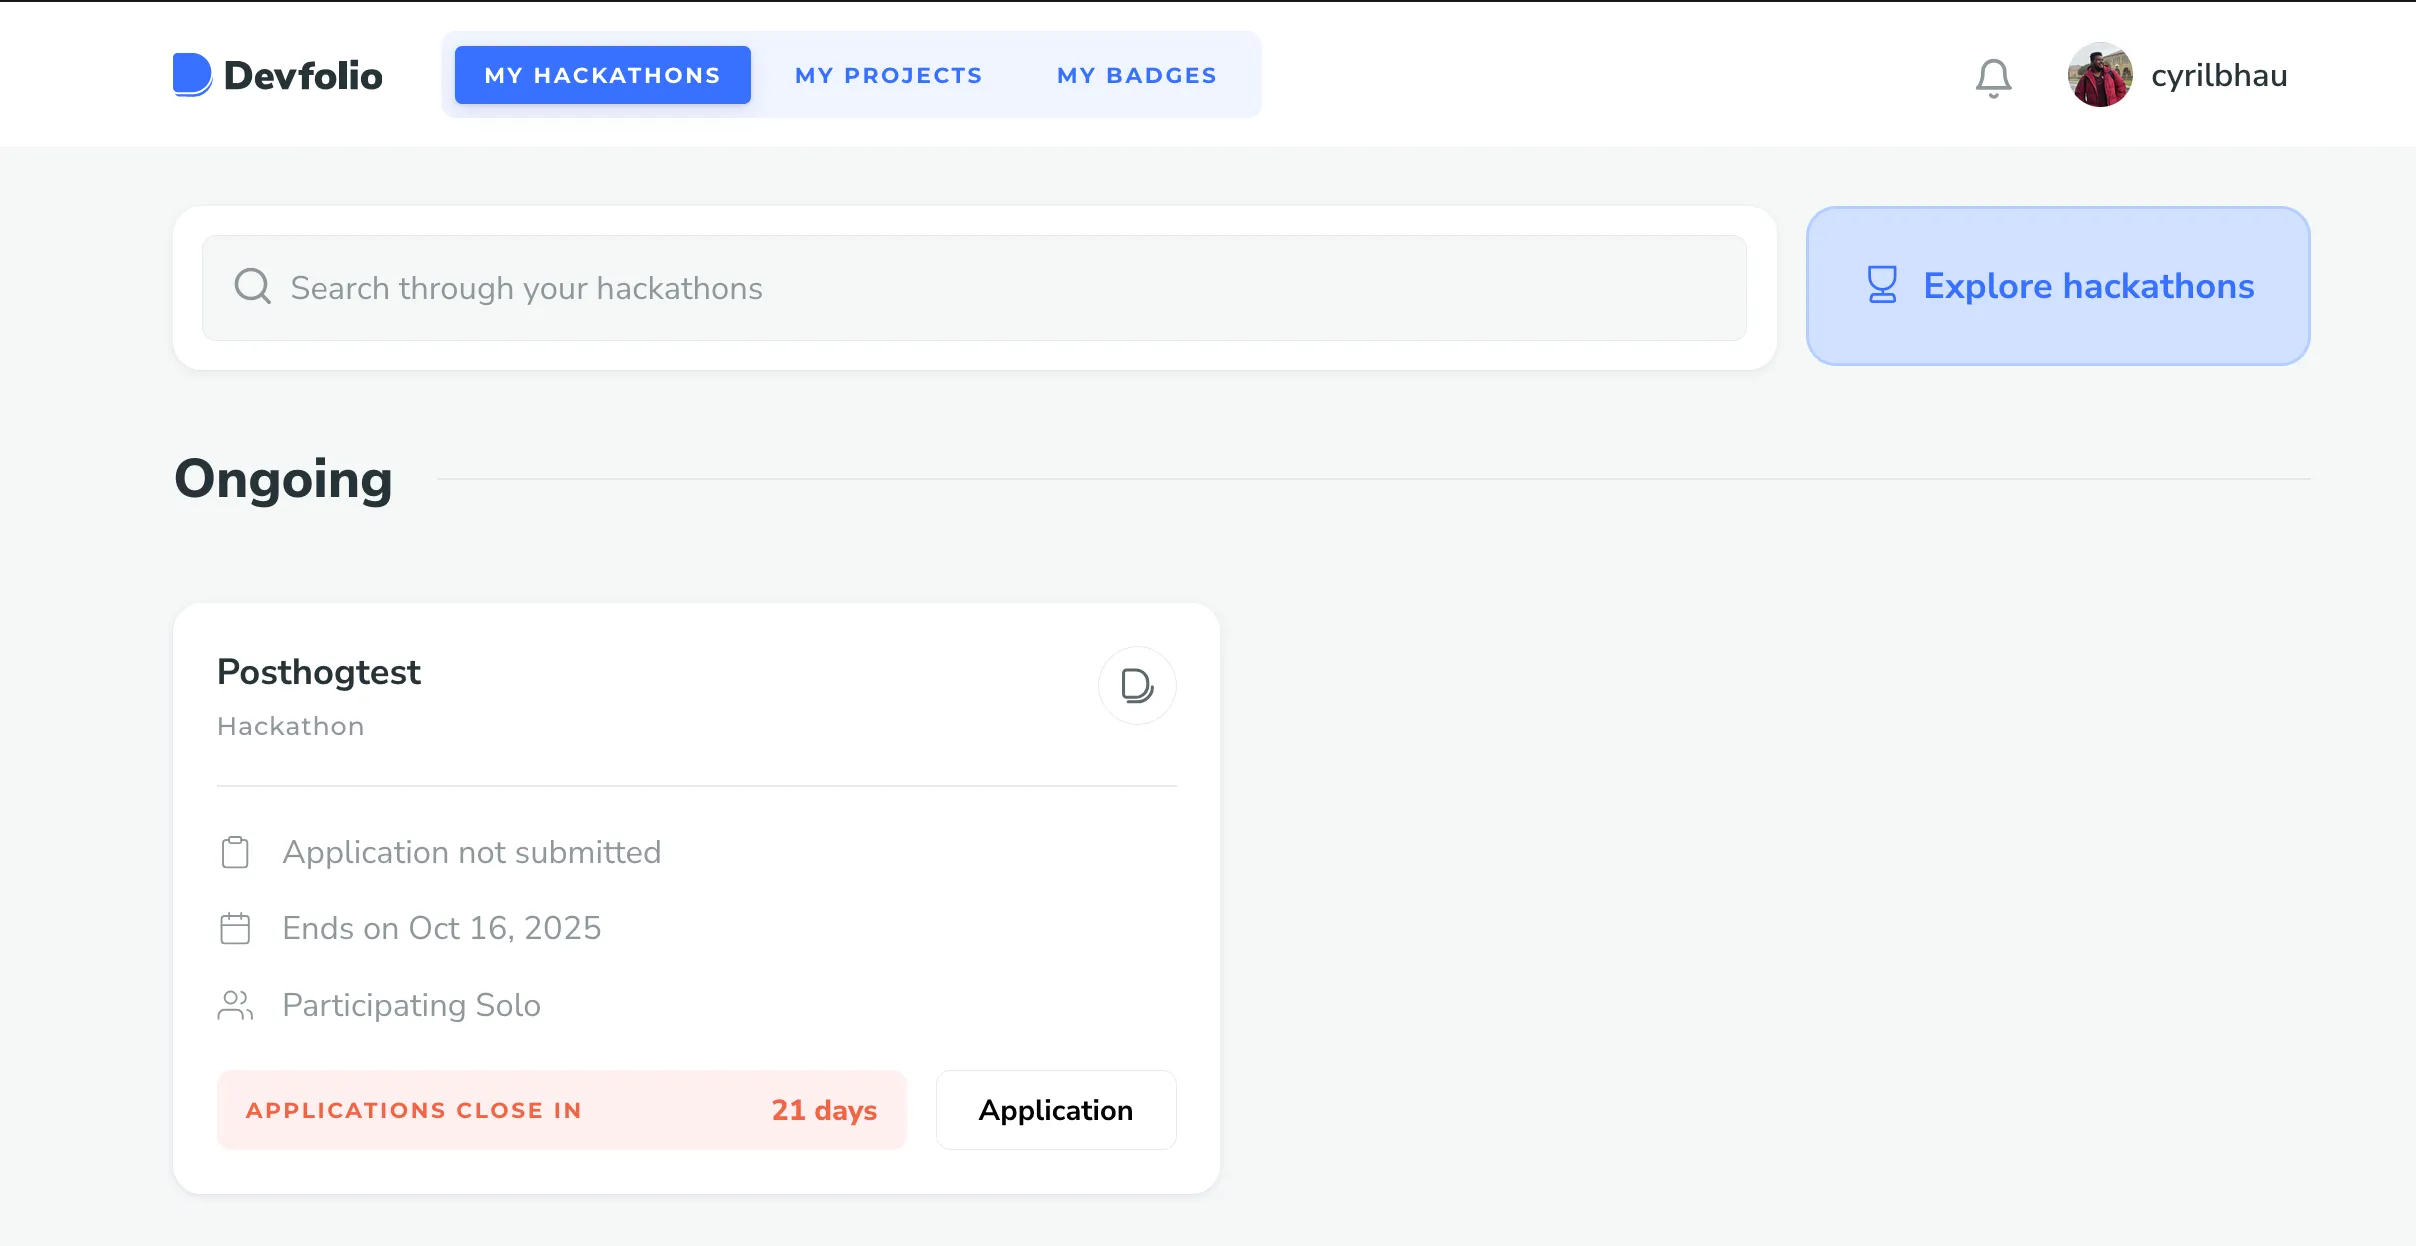 Devfolio
MY HACKATHONS
MY PROJECTS
MY BADGES
cyrilbhau
Search through your hackathons
Explore hackathons
Ongoing
Posthogtest
Hackathon
Application not submitted
Ends on Oct 16, 2025
Participating Solo
APPLICATIONS CLOSE IN 21 days
Application